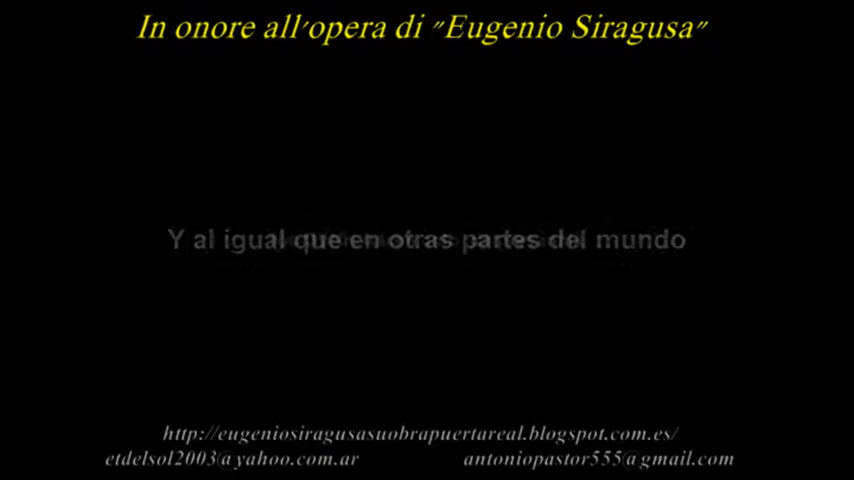 In onore all'opera di "Eugenio Siragusa"
Y al igual que en otras partes del mundo
http://eugeniosiragusasuobrapuertareal.blogspot.com.es/
etdelsol2003@yahoo.com.ar antoniopastor555@gmail.com